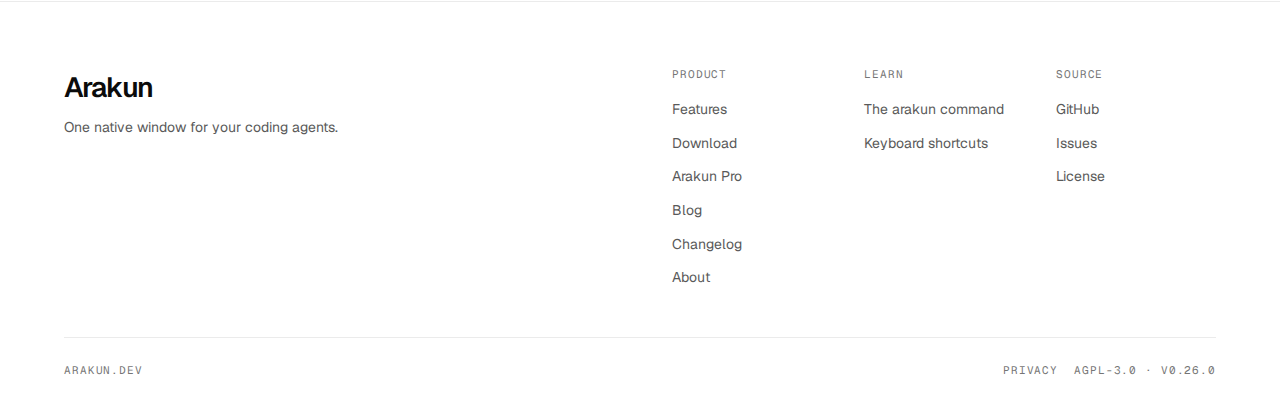 Arakun
One native window for your coding agents.
PRODUCT
Features
Download
Arakun Pro
Blog
Changelog
About
LEARN
The arakun command
Keyboard shortcuts
SOURCE
GitHub
Issues
License
ARAKUN.DEV
PRIVACY AGPL-3.0 · V0.26.0